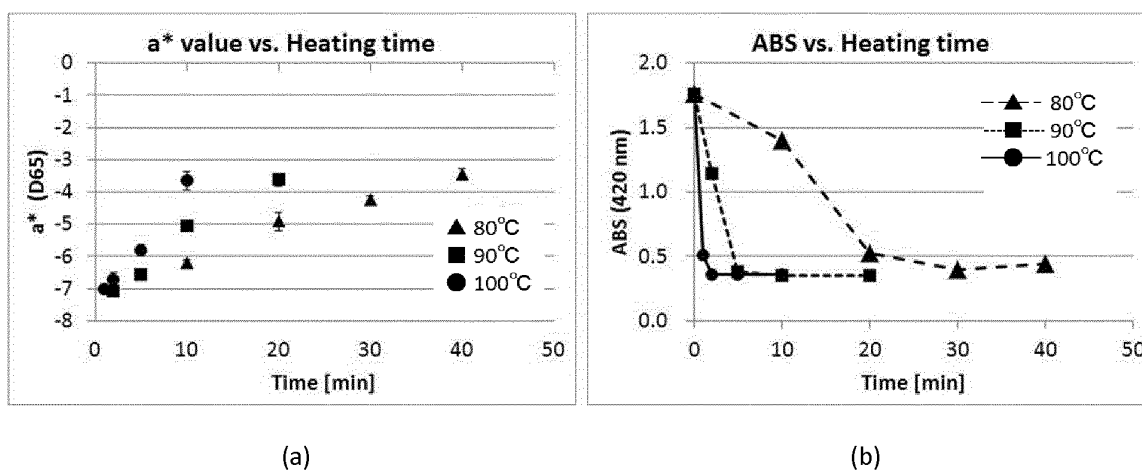 a* value vs. Heating time
0
-1
-2
-3
-4
-5
-6
-7
-8
a* (D65)
80°C
90°C
100°C
0 10 20 30 40 50
Time [min]
(a)
ABS vs. Heating time
2.0
1.5
1.0
0.5
0.0
ABS (420 nm)
80°C
90°C
100°C
0 10 20 30 40 50
Time [min]
(b)